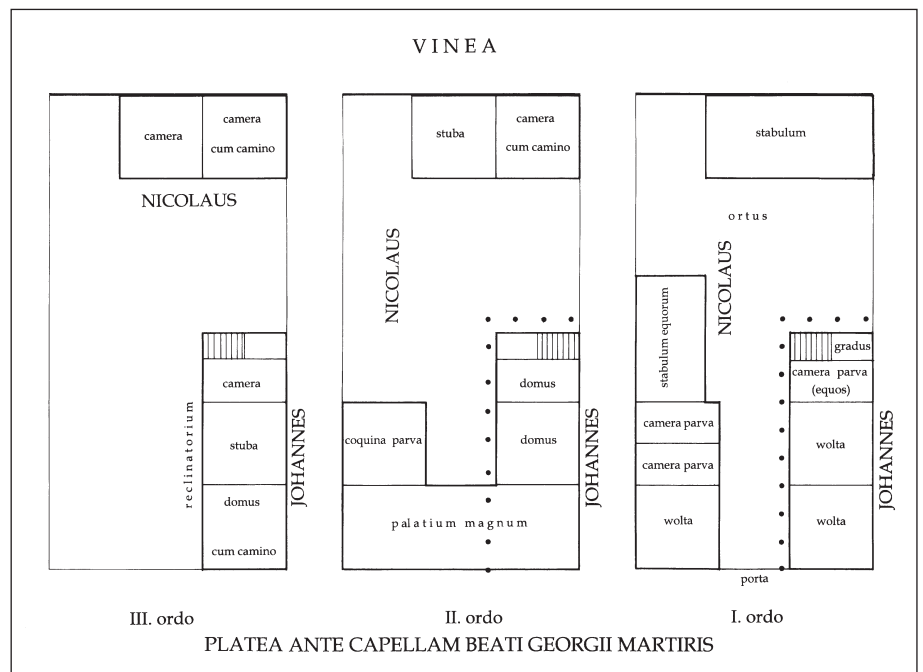 VINEA
camera
camera
cum camino
NICOLAUS
camera
reclinatorium
stuba
JOHANNES
domus
cum camino
III. ordo
stuba
camera
cum camino
NICOLAUS
domus
coquina parva
domus
JOHANNES
palatium magnum
II. ordo
stabulum
ortus
NICOLAUS
stabulum equorum
gradus
camera parva
(equos)
camera parva
wolta
camera parva
JOHANNES
wolta
wolta
porta
I. ordo
PLATEA ANTE CAPELLAM BEATI GEORGII MARTIRIS